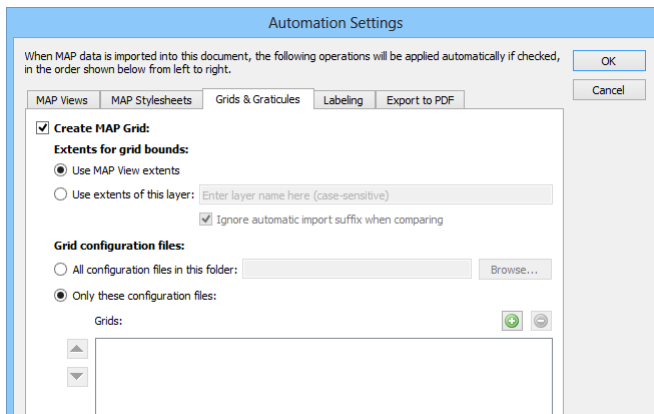 Automation Settings
When MAP data is imported into this document, the following operations will be applied automatically if checked,
in the order shown below from left to right.
OK
Cancel
MAP Views MAP Stylesheets Grids & Graticules Labeling Export to PDF
Create MAP Grid:
Extents for grid bounds:
Use MAP View extents
Use extents of this layer: Enter layer name here (case-sensitive)
Ignore automatic import suffix when comparing
Grid configuration files:
All configuration files in this folder: Browse...
Only these configuration files:
Grids: